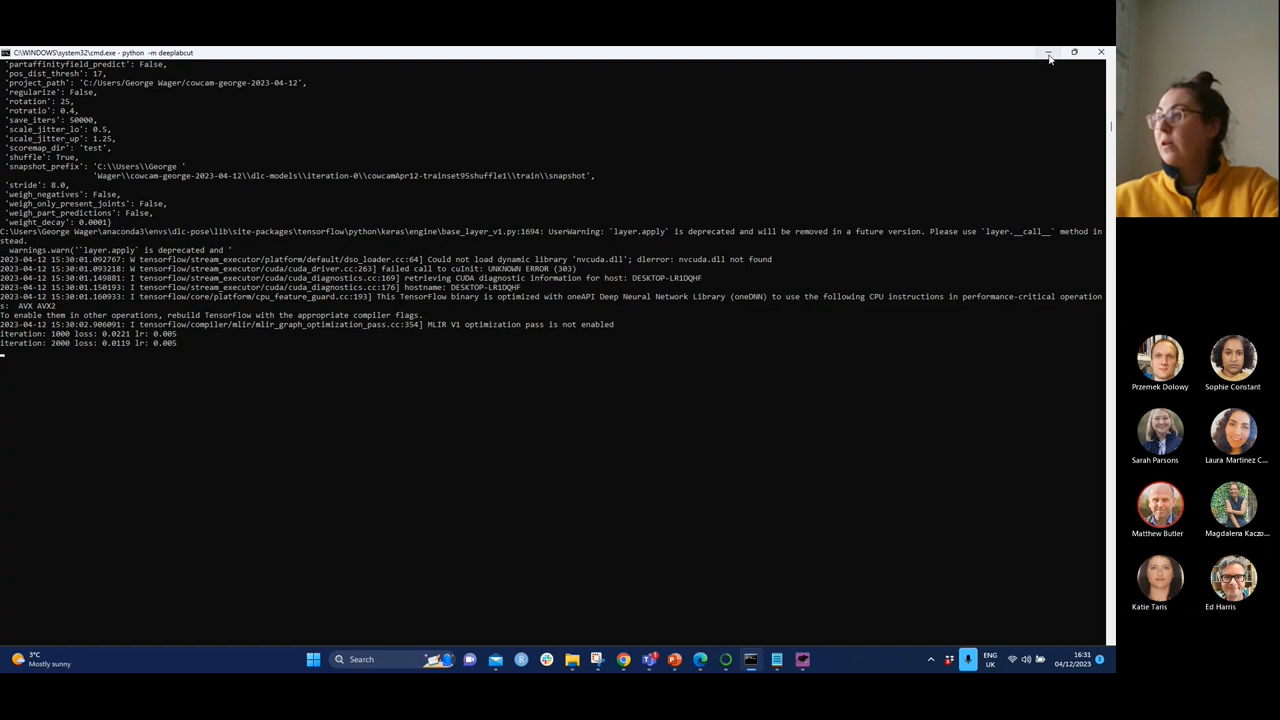 C:\WINDOWS\system32\cmd.exe - python -m deeplabcut
'partaffinityfield_predict': False,
'pos_dist_thresh': 17,
'project_path': 'C:/Users/George Wager/cowcam-george-2023-04-12',
'regularize': False,
'rotation': 25,
'rotratio': 0.4,
'save_iters': 50000,
'scale_jitter_lo': 0.5,
'scale_jitter_up': 1.25,
'scoremap_dir': 'test',
'shuffle': True,
'snapshot_prefix': 'C:\\Users\\George '
'Wager\\cowcam-george-2023-04-12\\dlc-models\\iteration-0\\cowcamApr12-trainset95shuffle1\\train\\snapshot',
'stride': 8.0,
'weigh_negatives': False,
'weigh_only_present_joints': False,
'weigh_part_predictions': False,
'weight_decay': 0.0001}
C:\Users\George Wager\anaconda3\envs\dlc-pose\lib\site-packages\tensorflow\python\keras\engine\base_layer_v1.py:1694: UserWarning: `layer.apply` is deprecated and will be removed in a future version. Please use `layer.__call__` method in
stead.
warnings.warn('`layer.apply` is deprecated and '
2023-04-12 15:30:01.092767: W tensorflow/stream_executor/platform/default/dso_loader.cc:64] Could not load dynamic library 'nvcuda.dll'; dlerror: nvcuda.dll not found
2023-04-12 15:30:01.093218: W tensorflow/stream_executor/cuda/cuda_driver.cc:263] failed call to cuInit: UNKNOWN ERROR (303)
2023-04-12 15:30:01.149881: I tensorflow/stream_executor/cuda/cuda_diagnostics.cc:169] retrieving CUDA diagnostic information for host: DESKTOP-LR1DQHF
2023-04-12 15:30:01.150193: I tensorflow/stream_executor/cuda/cuda_diagnostics.cc:176] hostname: DESKTOP-LR1DQHF
2023-04-12 15:30:01.160933: I tensorflow/core/platform/cpu_feature_guard.cc:193] This TensorFlow binary is optimized with oneAPI Deep Neural Network Library (oneDNN) to use the following CPU instructions in performance-critical operation
s: AVX AVX2
To enable them in other operations, rebuild TensorFlow with the appropriate compiler flags.
2023-04-12 15:30:02.906091: I tensorflow/compiler/mlir/mlir_graph_optimization_pass.cc:354] MLIR V1 optimization pass is not enabled
iteration: 1000 loss: 0.0221 lr: 0.005
iteration: 2000 loss: 0.0119 lr: 0.005
Przemek Dolowy
Sophie Constant
Sarah Parsons
Laura Martinez C...
Matthew Butler
Magdalena Kaczo...
Katie Taris
Ed Harris
3°C
Mostly sunny
Search
ENG
UK
16:31
04/12/2023